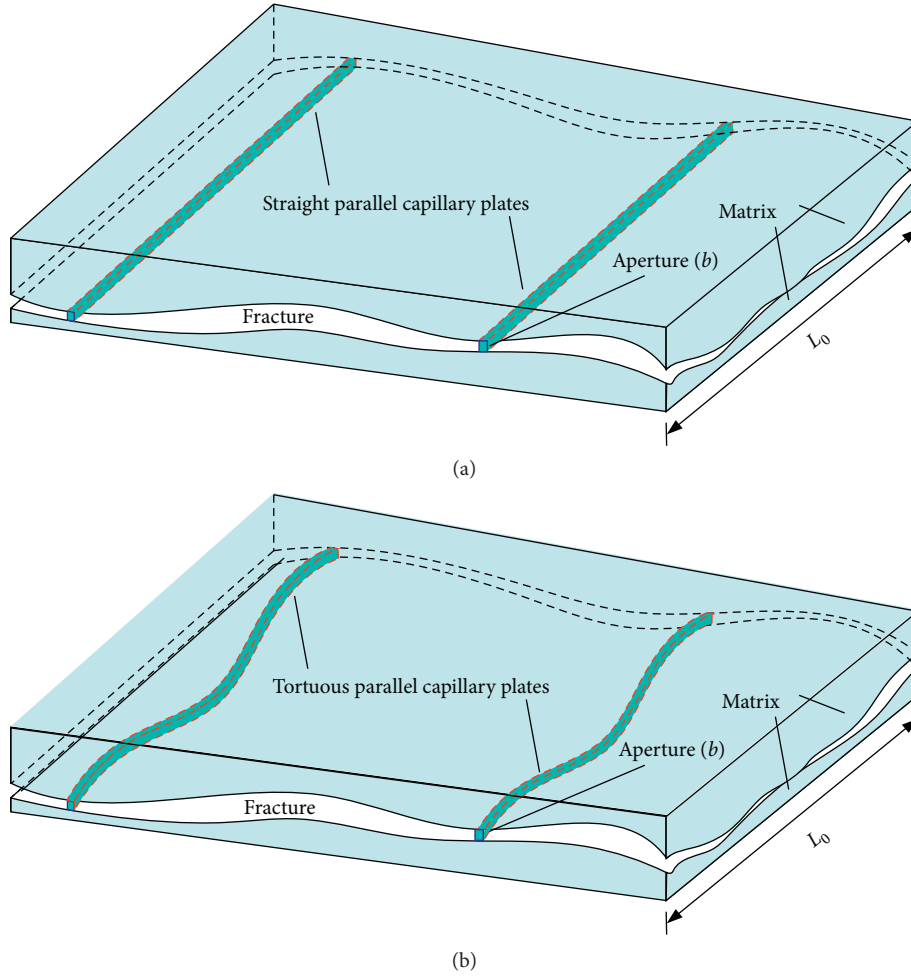 Straight parallel capillary plates
Matrix
Aperture (b)
Fracture
L₀
(a)
Tortuous parallel capillary plates
Matrix
Aperture (b)
Fracture
L₀
(b)